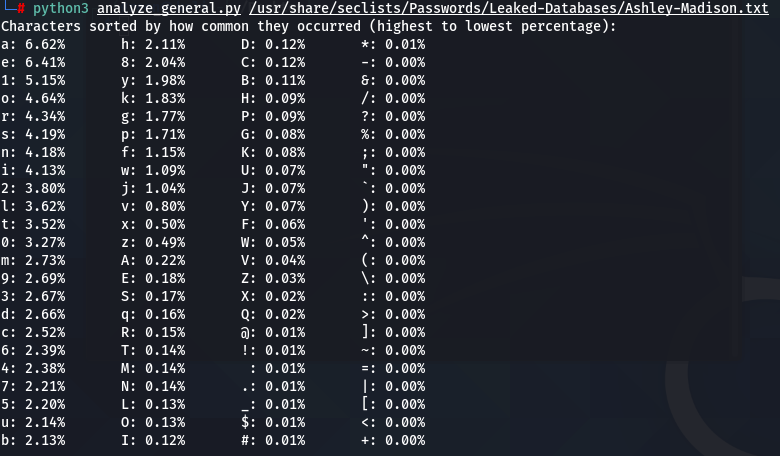 └─# python3 analyze_general.py /usr/share/seclists/Passwords/Leaked-Databases/Ashley-Madison.txt
Characters sorted by how common they occurred (highest to lowest percentage):
a: 6.62% h: 2.11% D: 0.12% *: 0.01%
e: 6.41% 8: 2.04% C: 0.12% -: 0.00%
1: 5.15% y: 1.98% B: 0.11% &: 0.00%
o: 4.64% k: 1.83% H: 0.09% /: 0.00%
r: 4.34% g: 1.77% P: 0.09% ?: 0.00%
s: 4.19% p: 1.71% G: 0.08% %: 0.00%
n: 4.18% f: 1.15% K: 0.08% ;: 0.00%
i: 4.13% w: 1.09% U: 0.07% ": 0.00%
2: 3.80% j: 1.04% J: 0.07% `: 0.00%
l: 3.62% v: 0.80% Y: 0.07% ): 0.00%
t: 3.52% x: 0.50% F: 0.06% ': 0.00%
0: 3.27% z: 0.49% W: 0.05% ^: 0.00%
m: 2.73% A: 0.22% V: 0.04% (: 0.00%
9: 2.69% E: 0.18% Z: 0.03% \: 0.00%
3: 2.67% S: 0.17% X: 0.02% :: 0.00%
d: 2.66% q: 0.16% Q: 0.02% >: 0.00%
c: 2.52% R: 0.15% @: 0.01% ]: 0.00%
6: 2.39% T: 0.14% !: 0.01% ~: 0.00%
4: 2.38% M: 0.14%  : 0.01% =: 0.00%
7: 2.21% N: 0.14% .: 0.01% |: 0.00%
5: 2.20% L: 0.13% _: 0.01% [: 0.00%
u: 2.14% O: 0.13% $: 0.01% <: 0.00%
b: 2.13% I: 0.12% #: 0.01% +: 0.00%